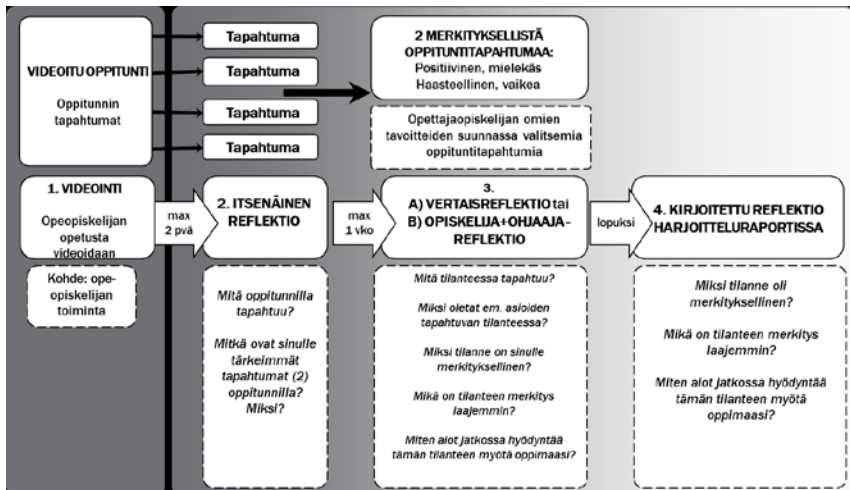 VIDEOITU OPPITUNTI
Oppitunnin
tapahtumat
Tapahtuma
Tapahtuma
Tapahtuma
Tapahtuma
2 MERKITYKSELLISTÄ
OPPITUNTITAPAHTUMAA:
Positiivinen, mielekäs
Haasteellinen, vaikea
Opettajaopiskelijan omien
tavoitteiden suunnassa valitsemia
oppituntitapahtumia
1. VIDEOINTI
Opeopiskelijan
opetusta
videoidaan
Kohde: ope-
opiskelijan
toiminta
max
2 pvä
2. ITSENÄINEN
REFLEKTIO
Mitä oppitunnilla
tapahtuu?
Mitkä ovat sinulle
tärkeimmät
tapahtumat (2)
oppitunnilla?
Miksi?
max
1 vko
3.
A) VERTAISREFLEKTIO tai
B) OPISKELIJA+OHJAAJA-
REFLEKTIO
Mitä tilanteessa tapahtuu?
Miksi oletat em. asioiden
tapahtuvan tilanteessa?
Miksi tilanne on sinulle
merkityksellinen?
Mikä on tilanteen merkitys
laajemmin?
Miten aiot jatkossa hyödyntää
tämän tilanteen myötä oppimaasi?
lopuksi
4. KIRJOITETTU REFLEKTIO
HARJOITTELURAPORTISSA
Miksi tilanne oli
merkityksellinen?
Mikä on tilanteen merkitys
laajemmin?
Miten aiot jatkossa hyödyntää
tämän tilanteen myötä
oppimaasi?